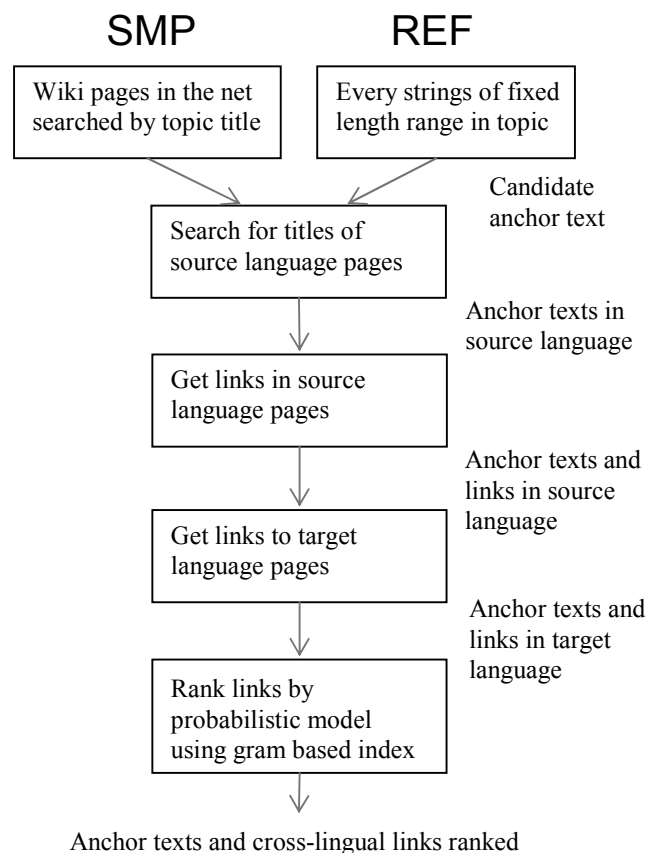 SMP
REF
Wiki pages in the net
searched by topic title
Every strings of fixed
length range in topic
Candidate
anchor text
Search for titles of
source language pages
Anchor texts in
source language
Get links in source
language pages
Anchor texts and
links in source
language
Get links to target
language pages
Anchor texts and
links in target
language
Rank links by
probabilistic model
using gram based index
Anchor texts and cross-lingual links ranked